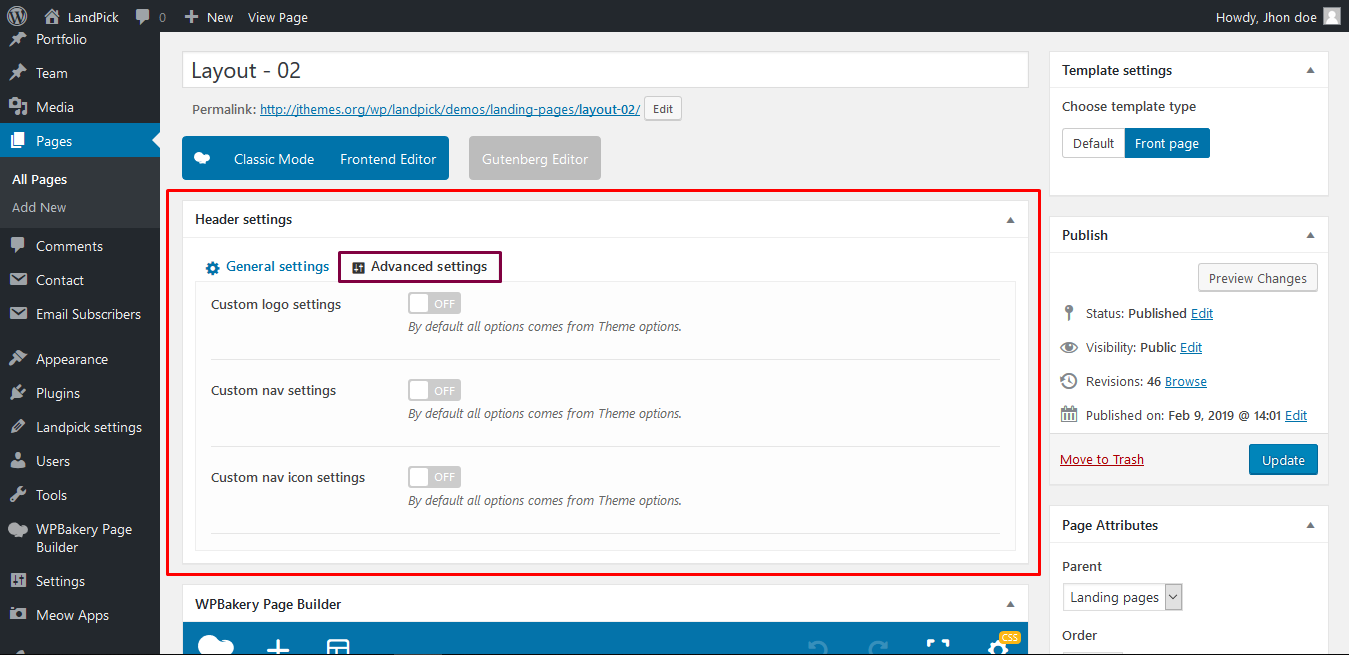 LandPick 0 New View Page Howdy, Jhon doe
Portfolio
Team
Media
Pages
All Pages
Add New
Comments
Contact
Email Subscribers
Appearance
Plugins
Landpick settings
Users
Tools
WPBakery Page
Builder
Settings
Meow Apps
Layout - 02
Permalink: http://jthemes.org/wp/landpick/demos/landing-pages/layout-02/ Edit
Classic Mode Frontend Editor Gutenberg Editor
Header settings
General settings Advanced settings
Custom logo settings OFF
By default all options comes from Theme options.
Custom nav settings OFF
By default all options comes from Theme options.
Custom nav icon settings OFF
By default all options comes from Theme options.
WPBakery Page Builder
CSS
Template settings
Choose template type
Default Front page
Publish
Preview Changes
Status: Published Edit
Visibility: Public Edit
Revisions: 46 Browse
Published on: Feb 9, 2019 @ 14:01 Edit
Move to Trash Update
Page Attributes
Parent
Landing pages
Order